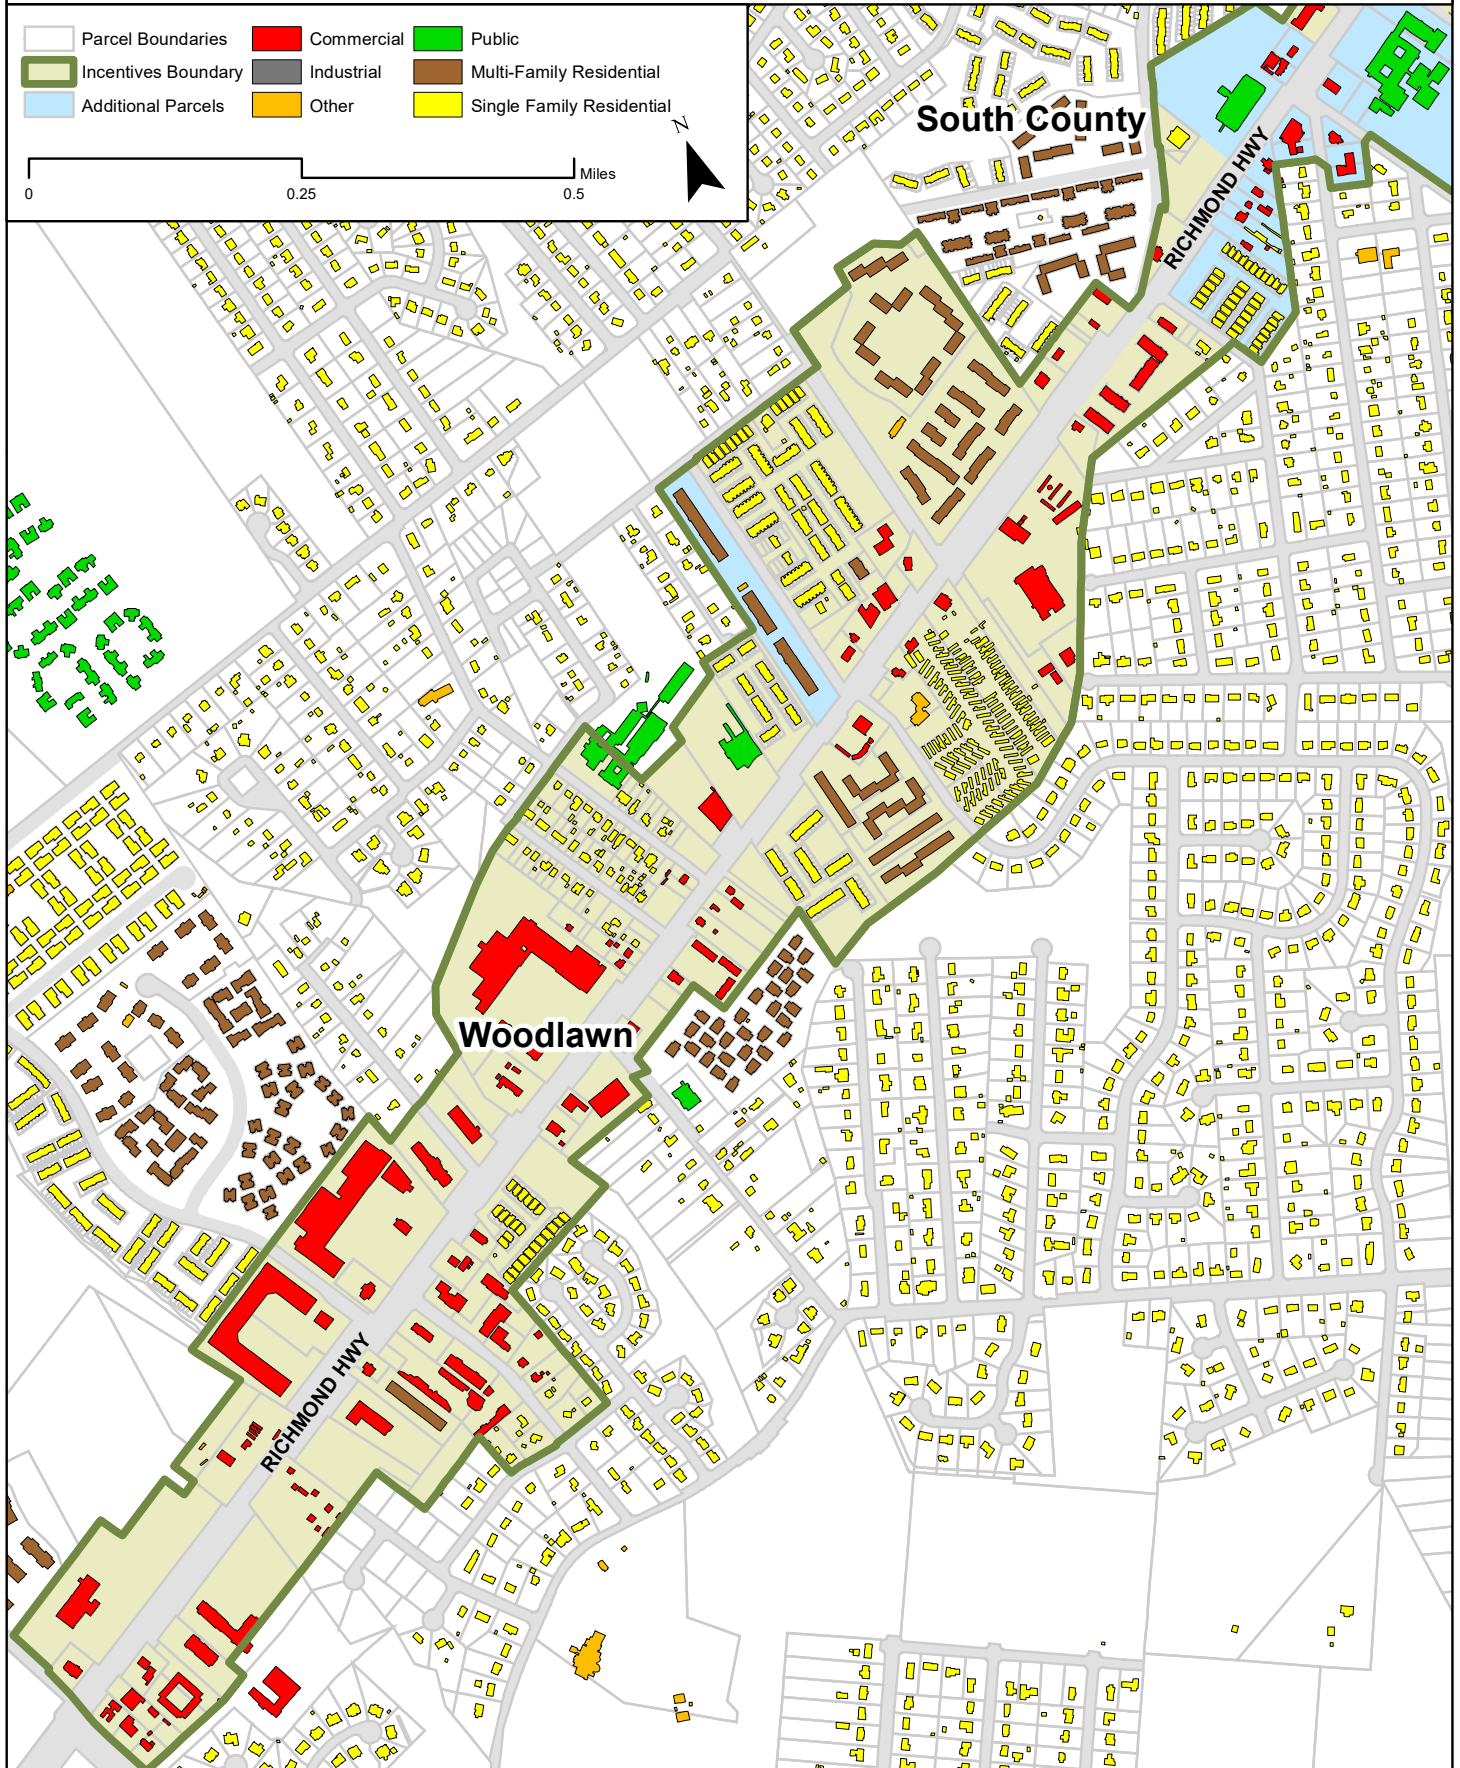 Parcel Boundaries
Commercial
Public
Incentives Boundary
Industrial
Multi-Family Residential
Additional Parcels
Other
Single Family Residential
N
Miles
0
0.25
0.5
South County
RICHMOND HWY
Woodlawn
RICHMOND HWY